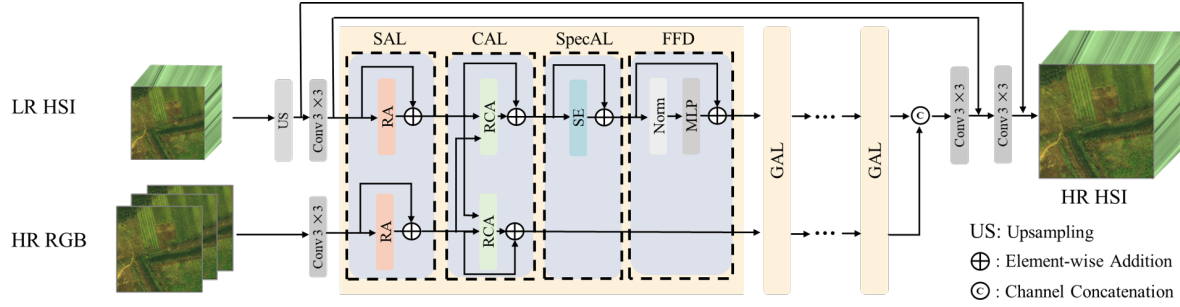 SAL
CAL
SpecAL
FFD
LR HSI
US
Conv 3 × 3
RA
RCA
SE
Norm
MLP
GAL
...
GAL
C
Conv 3 × 3
Conv 3 × 3
HR HSI
HR RGB
Conv 3 × 3
RA
RCA
...
US: Upsampling
: Element-wise Addition
C : Channel Concatenation